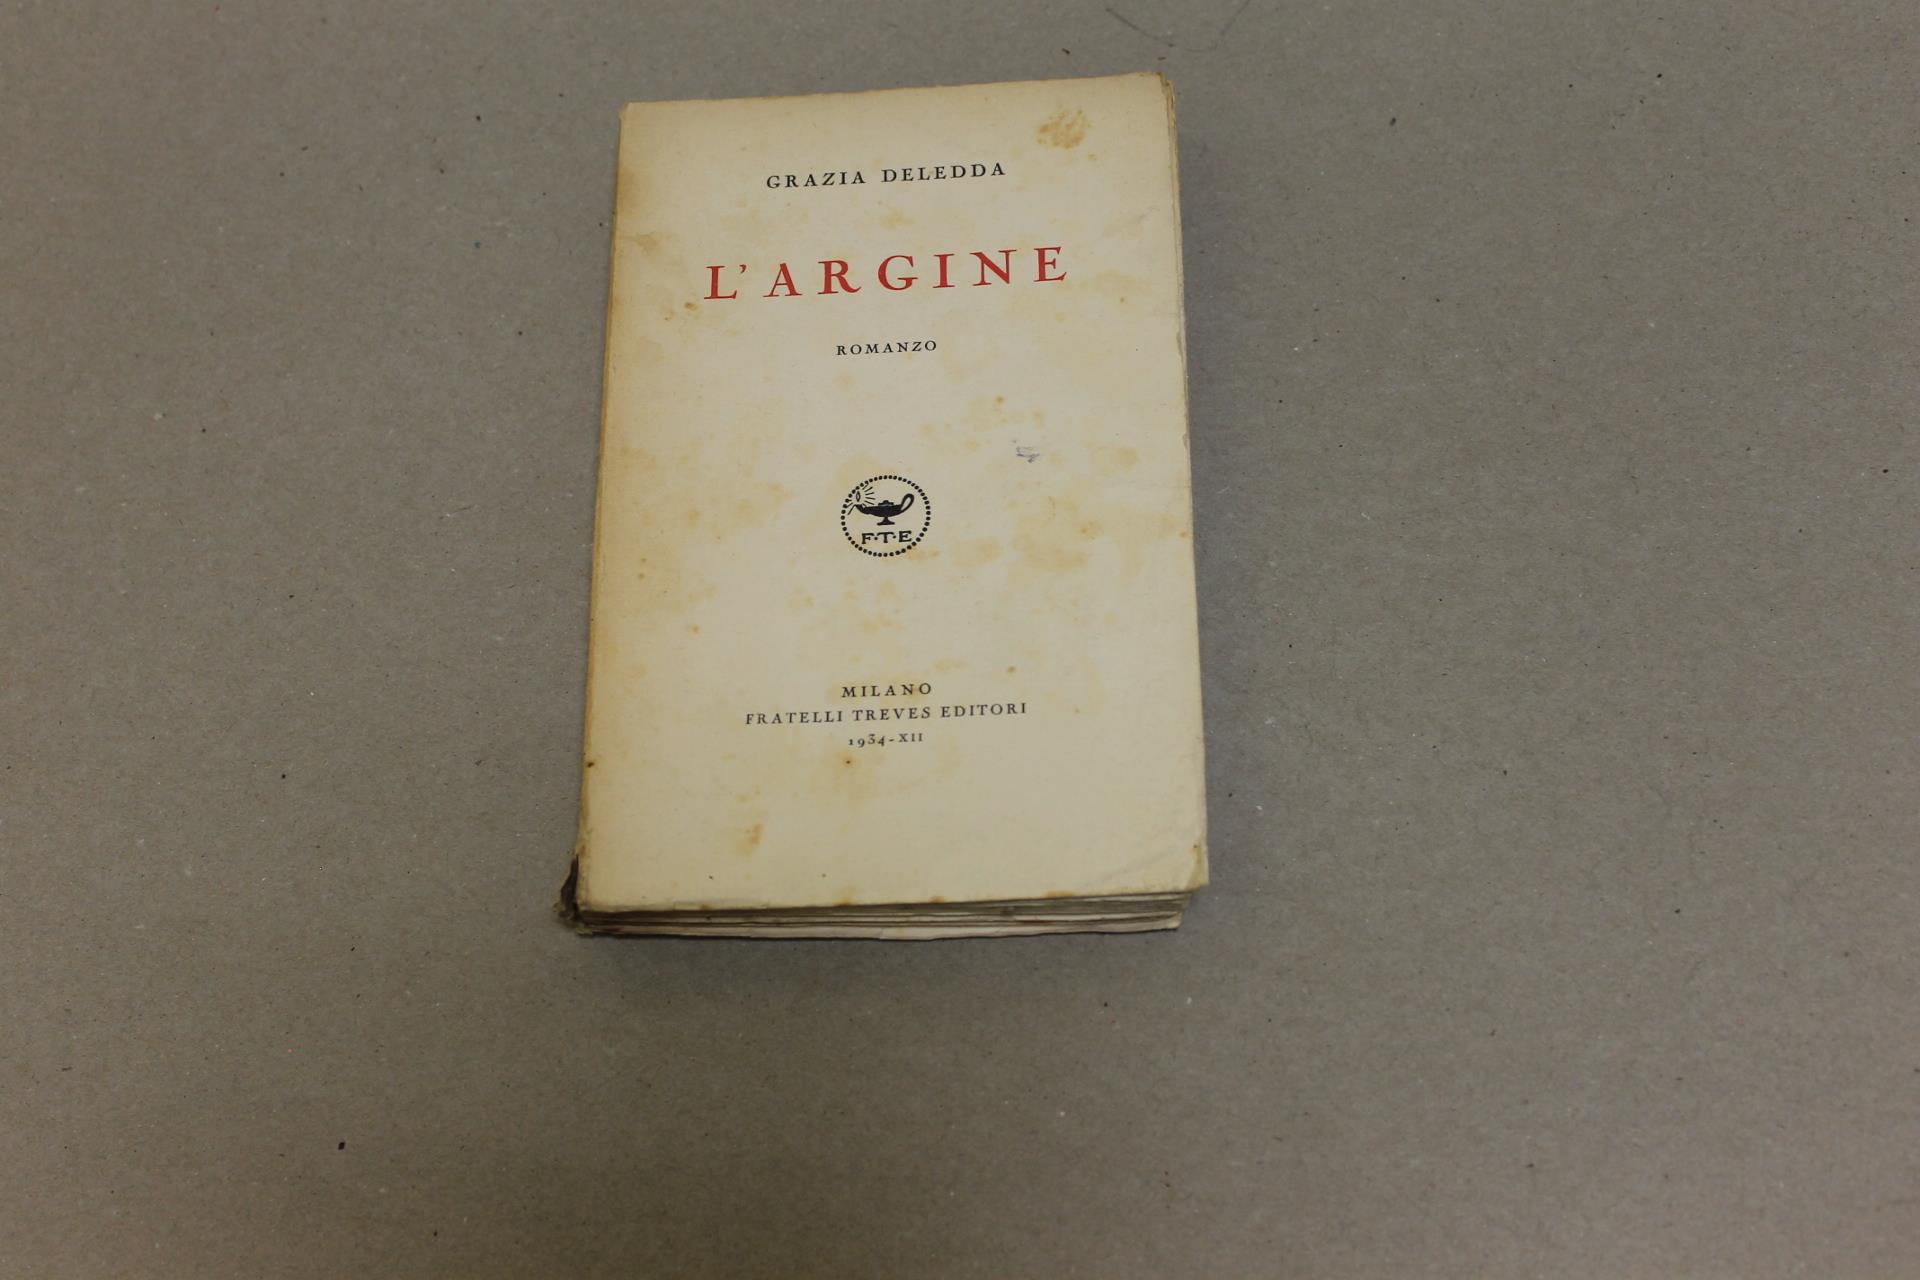 GRAZIA DELEDDA
L'ARGINE
ROMANZO
F·T·E
MILANO
FRATELLI TREVES EDITORI
1934-XII